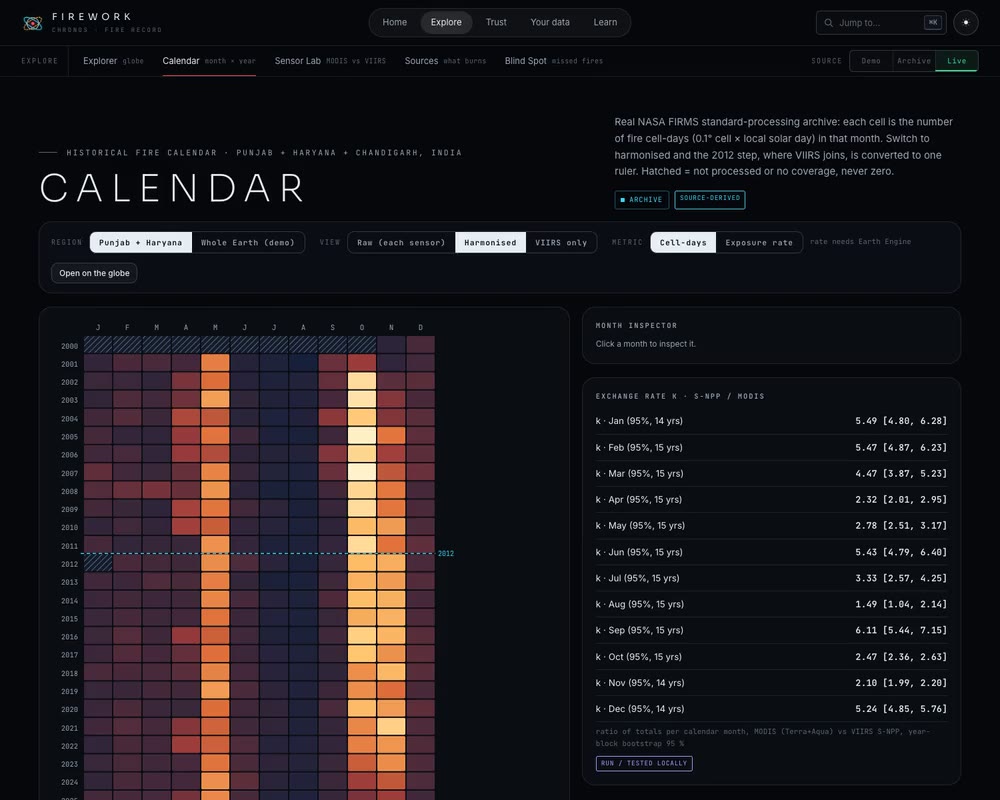 FIREWORK
CHRONOS · FIRE RECORD
Home Explore Trust Your data Learn
Jump to... ⌘K
EXPLORE
Explorer globe
Calendar month × year
Sensor Lab MODIS vs VIIRS
Sources what burns
Blind Spot missed fires
SOURCE Demo Archive Live
HISTORICAL FIRE CALENDAR · PUNJAB + HARYANA + CHANDIGARH, INDIA
CALENDAR
Real NASA FIRMS standard-processing archive: each cell is the number
of fire cell-days (0.1° cell × local solar day) in that month. Switch to
harmonised and the 2012 step, where VIIRS joins, is converted to one
ruler. Hatched = not processed or no coverage, never zero.
ARCHIVE SOURCE-DERIVED
REGION Punjab + Haryana Whole Earth (demo)
VIEW Raw (each sensor) Harmonised VIIRS only
METRIC Cell-days Exposure rate rate needs Earth Engine
Open on the globe
J F M A M J J A S O N D
2000
2001
2002
2003
2004
2005
2006
2007
2008
2009
2010
2011
2012
2012
2013
2014
2015
2016
2017
2018
2019
2020
2021
2022
2023
2024
MONTH INSPECTOR
Click a month to inspect it.
EXCHANGE RATE K · S-NPP / MODIS
k · Jan (95%, 14 yrs) 5.49 [4.80, 6.28]
k · Feb (95%, 15 yrs) 5.47 [4.87, 6.23]
k · Mar (95%, 15 yrs) 4.47 [3.87, 5.23]
k · Apr (95%, 15 yrs) 2.32 [2.01, 2.95]
k · May (95%, 15 yrs) 2.78 [2.51, 3.17]
k · Jun (95%, 15 yrs) 5.43 [4.79, 6.40]
k · Jul (95%, 15 yrs) 3.33 [2.57, 4.25]
k · Aug (95%, 15 yrs) 1.49 [1.04, 2.14]
k · Sep (95%, 15 yrs) 6.11 [5.44, 7.15]
k · Oct (95%, 15 yrs) 2.47 [2.36, 2.63]
k · Nov (95%, 14 yrs) 2.10 [1.99, 2.20]
k · Dec (95%, 14 yrs) 5.24 [4.85, 5.76]
ratio of totals per calendar month, MODIS (Terra+Aqua) vs VIIRS S-NPP, year-
block bootstrap 95 %
RUN / TESTED LOCALLY